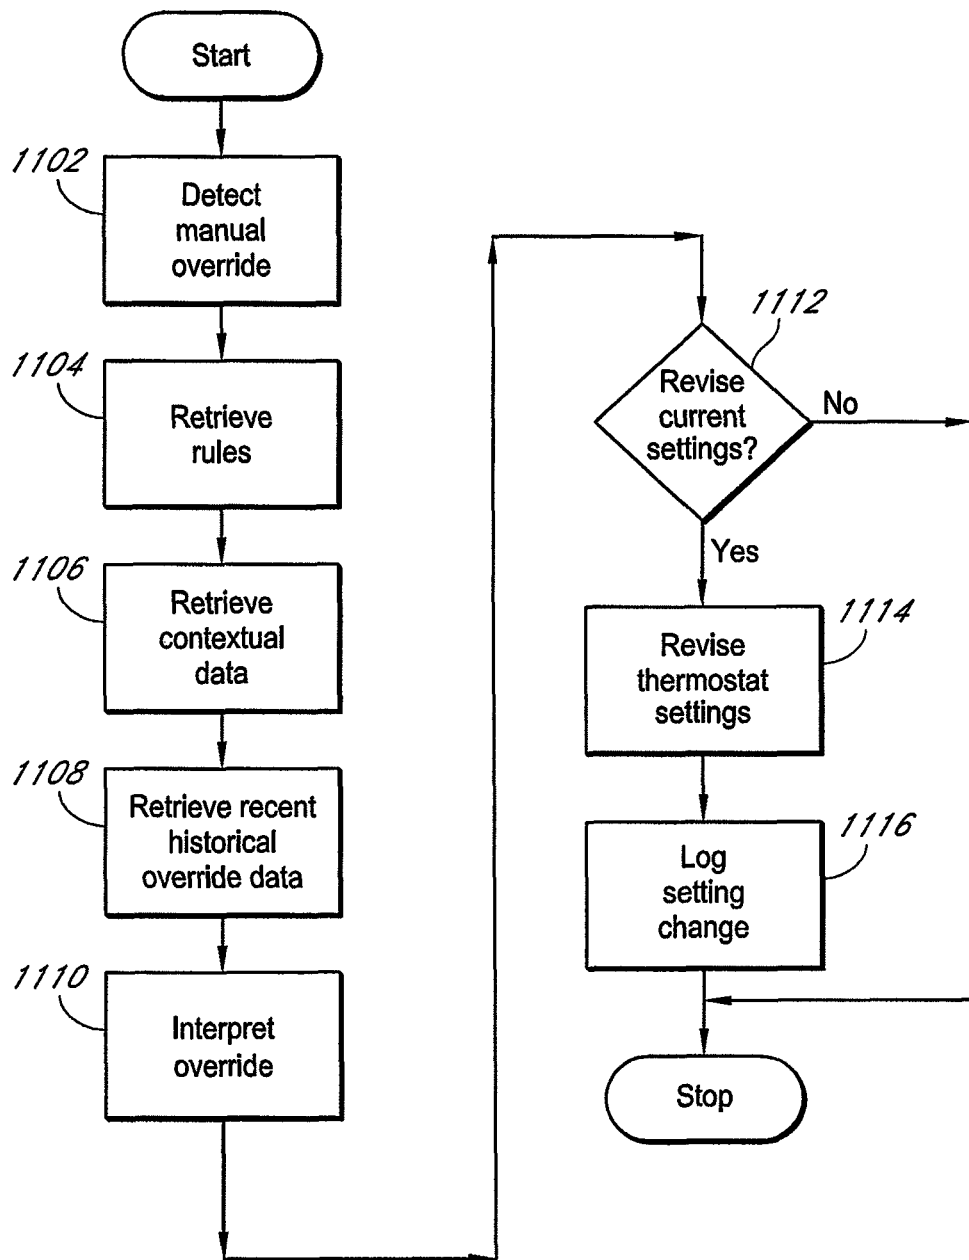 Start
1102
Detect
manual
override
1104
Retrieve
rules
1106
Retrieve
contextual
data
1108
Retrieve recent
historical
override data
1110
Interpret
override
1112
Revise
current
settings?
No
Yes
1114
Revise
thermostat
settings
1116
Log
setting
change
Stop